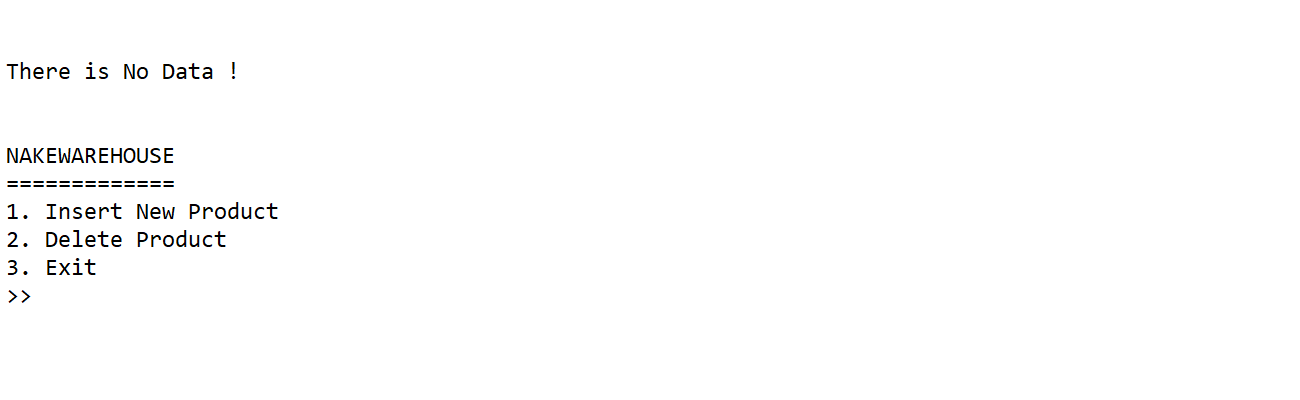 There is No Data !
NAKEWAREHOUSE
=============
1. Insert New Product
2. Delete Product
3. Exit
>>